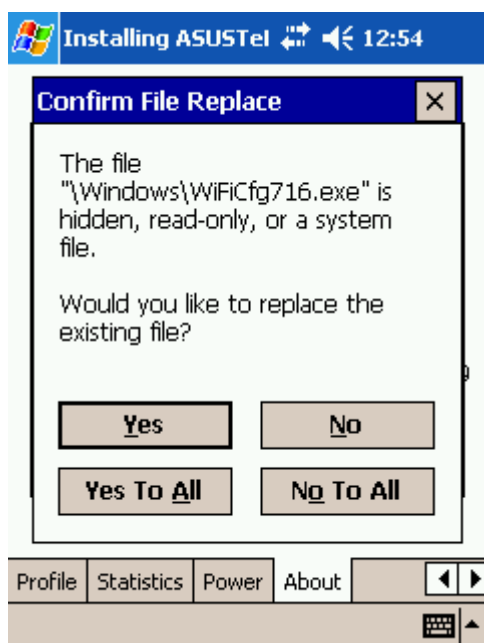 Installing ASUSTel 12:54
Confirm File Replace
The file
"\Windows\WiFiCfg716.exe" is
hidden, read-only, or a system
file.
Would you like to replace the
existing file?
Yes No
Yes To All No To All
Profile Statistics Power About